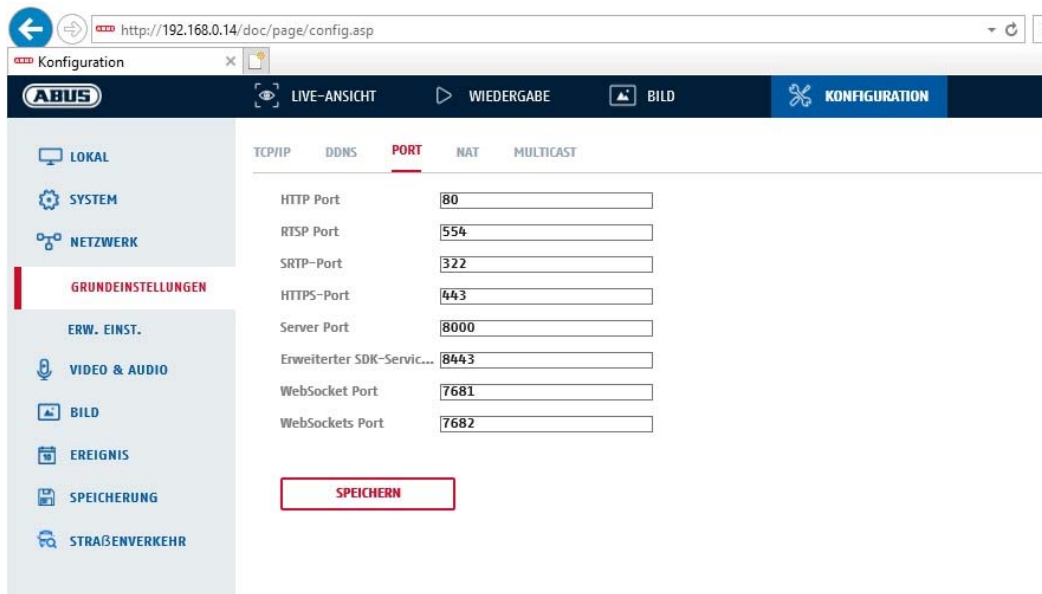 http://192.168.0.14/doc/page/config.asp
Konfiguration
ABUS LIVE-ANSICHT WIEDERGABE BILD KONFIGURATION
LOKAL
SYSTEM
NETZWERK
GRUNDEINSTELLUNGEN
ERW. EINST.
VIDEO & AUDIO
BILD
EREIGNIS
SPEICHERUNG
STRAßENVERKEHR
TCP/IP DDNS PORT NAT MULTICAST
HTTP Port 80
RTSP Port 554
SRTP-Port 322
HTTPS-Port 443
Server Port 8000
Erweiterter SDK-Servic... 8443
WebSocket Port 7681
WebSockets Port 7682
SPEICHERN